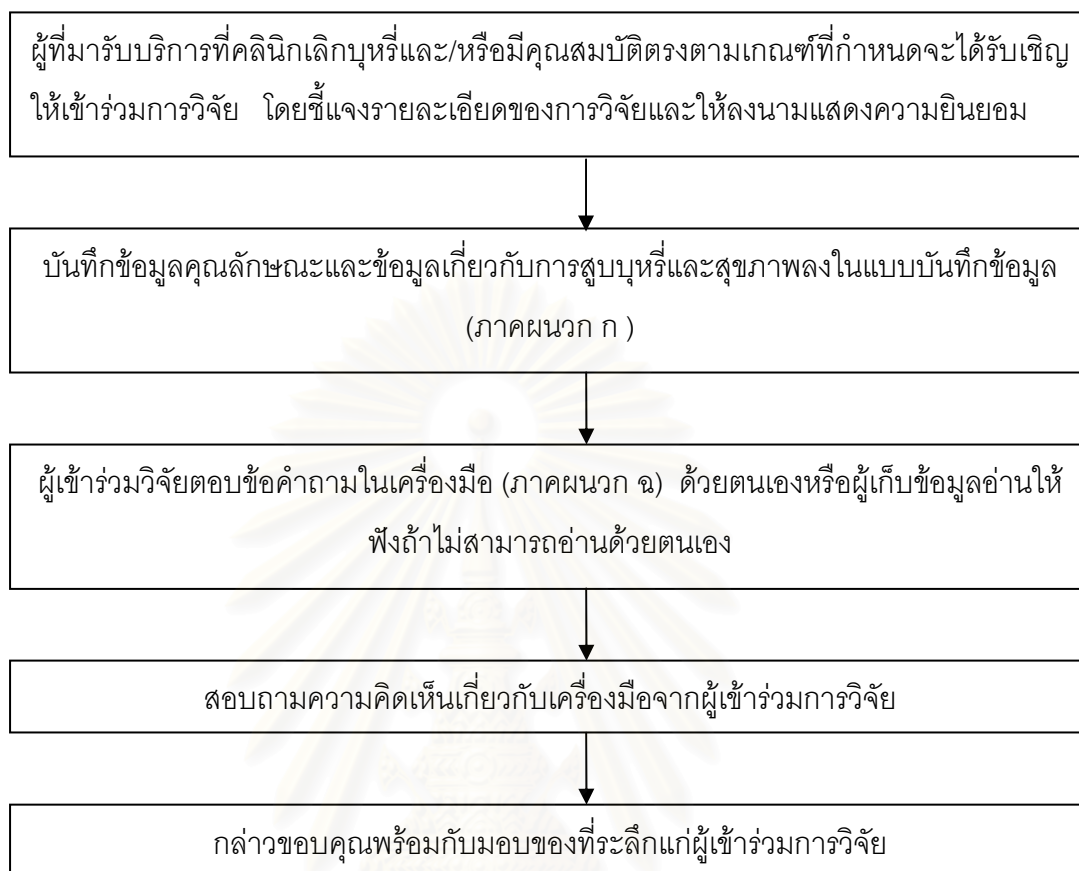 ผู้ที่มารับบริการที่คลินิกเลิกบุหรี่และ/หรือมีคุณสมบัติตรงตามเกณฑ์ที่กำหนดจะได้รับเชิญ
ให้เข้าร่วมการวิจัย โดยชี้แจงรายละเอียดของการวิจัยและให้ลงนามแสดงความยินยอม
บันทึกข้อมูลคุณลักษณะและข้อมูลเกี่ยวกับการสูบบุหรี่และสุขภาพลงในแบบบันทึกข้อมูล
(ภาคผนวก ก )
ผู้เข้าร่วมวิจัยตอบข้อคำถามในเครื่องมือ (ภาคผนวก ฉ) ด้วยตนเองหรือผู้เก็บข้อมูลอ่านให้
ฟังถ้าไม่สามารถอ่านด้วยตนเอง
สอบถามความคิดเห็นเกี่ยวกับเครื่องมือจากผู้เข้าร่วมการวิจัย
กล่าวขอบคุณพร้อมกับมอบของที่ระลึกแก่ผู้เข้าร่วมการวิจัย